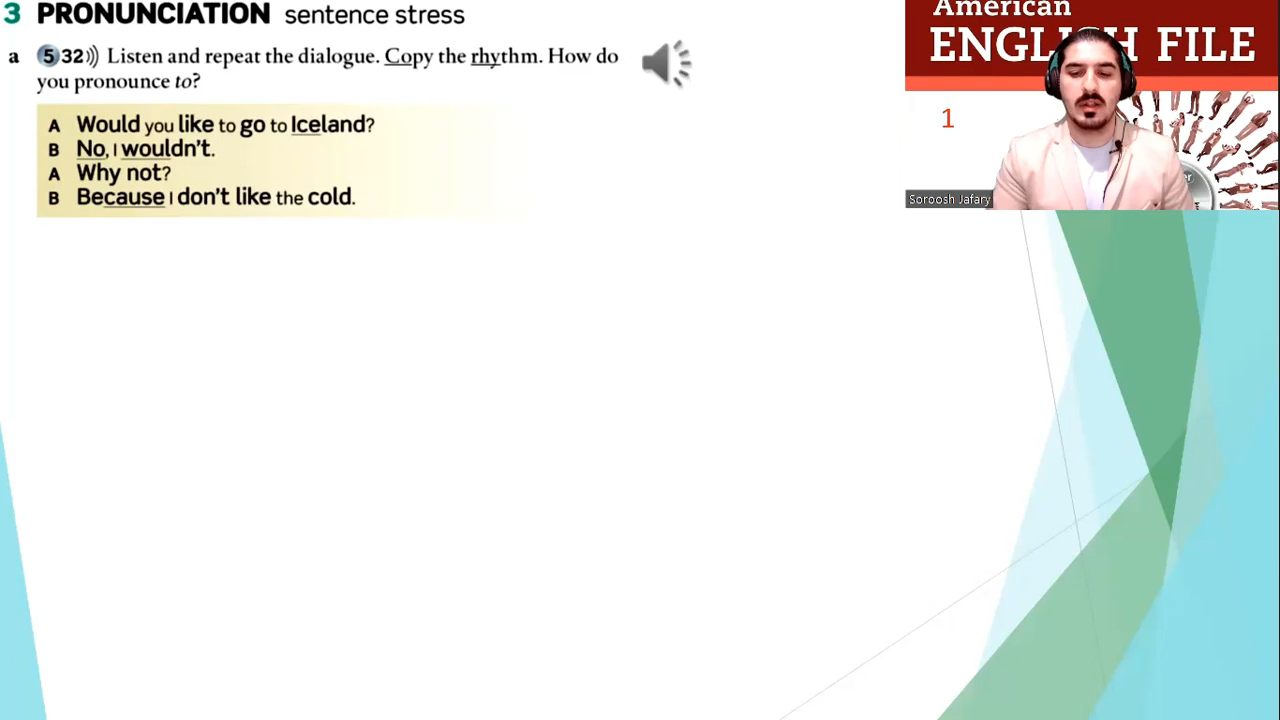 3 PRONUNCIATION sentence stress
a 5 32)) Listen and repeat the dialogue. Copy the rhythm. How do
you pronounce to?
A Would you like to go to Iceland?
B No, I wouldn't.
A Why not?
B Because I don't like the cold.
American
ENGLISH FILE
1
Soroosh Jafary